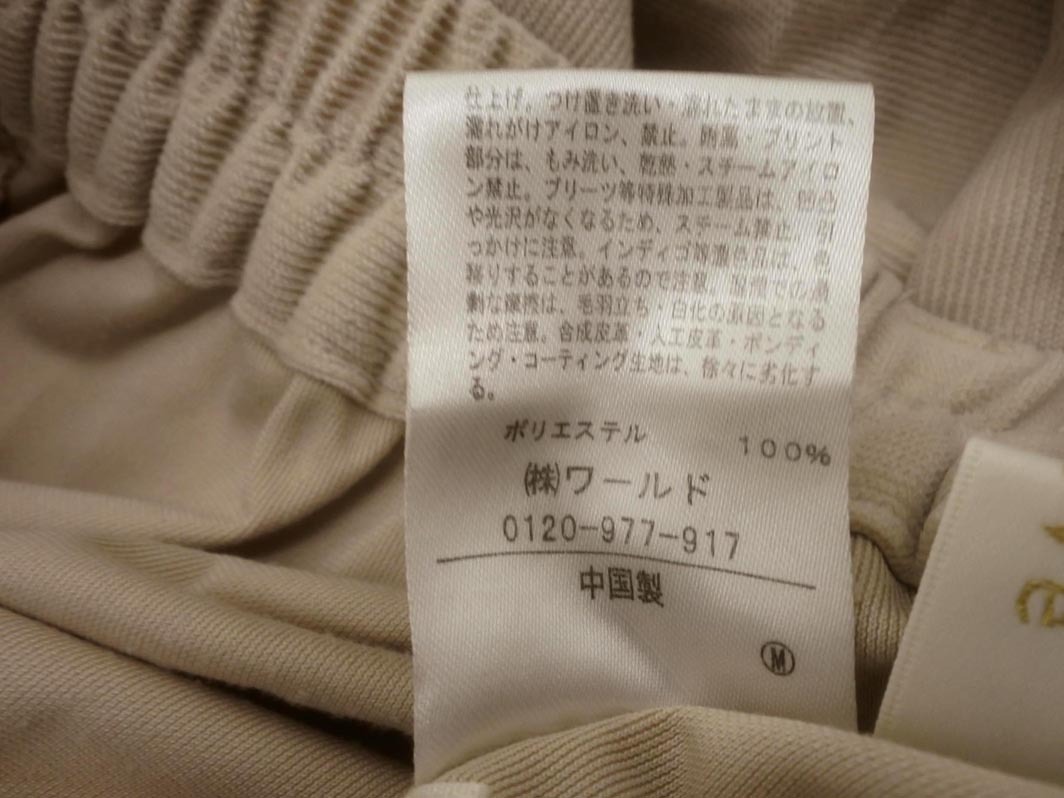 仕上げ。つけ置き洗い・濡れたままの放置、
濡れがけアイロン、禁止。附属・プリント
部分は、もみ洗い、乾熱・スチームアイロ
ン禁止。プリーツ等特殊加工製品は、凹凸
や光沢がなくなるため、スチーム禁止。引
っかけに注意。インディゴ等濃色品は、色
移りすることがあるので注意。着用での過
剰な摩擦は、毛羽立ち・白化の原因となる
ため注意。合成皮革・人工皮革・ボンディ
ング・コーティング生地は、徐々に劣化す
る。
ポリエステル 100%
㈱ワールド
0120-977-917
中国製
Ⓜ